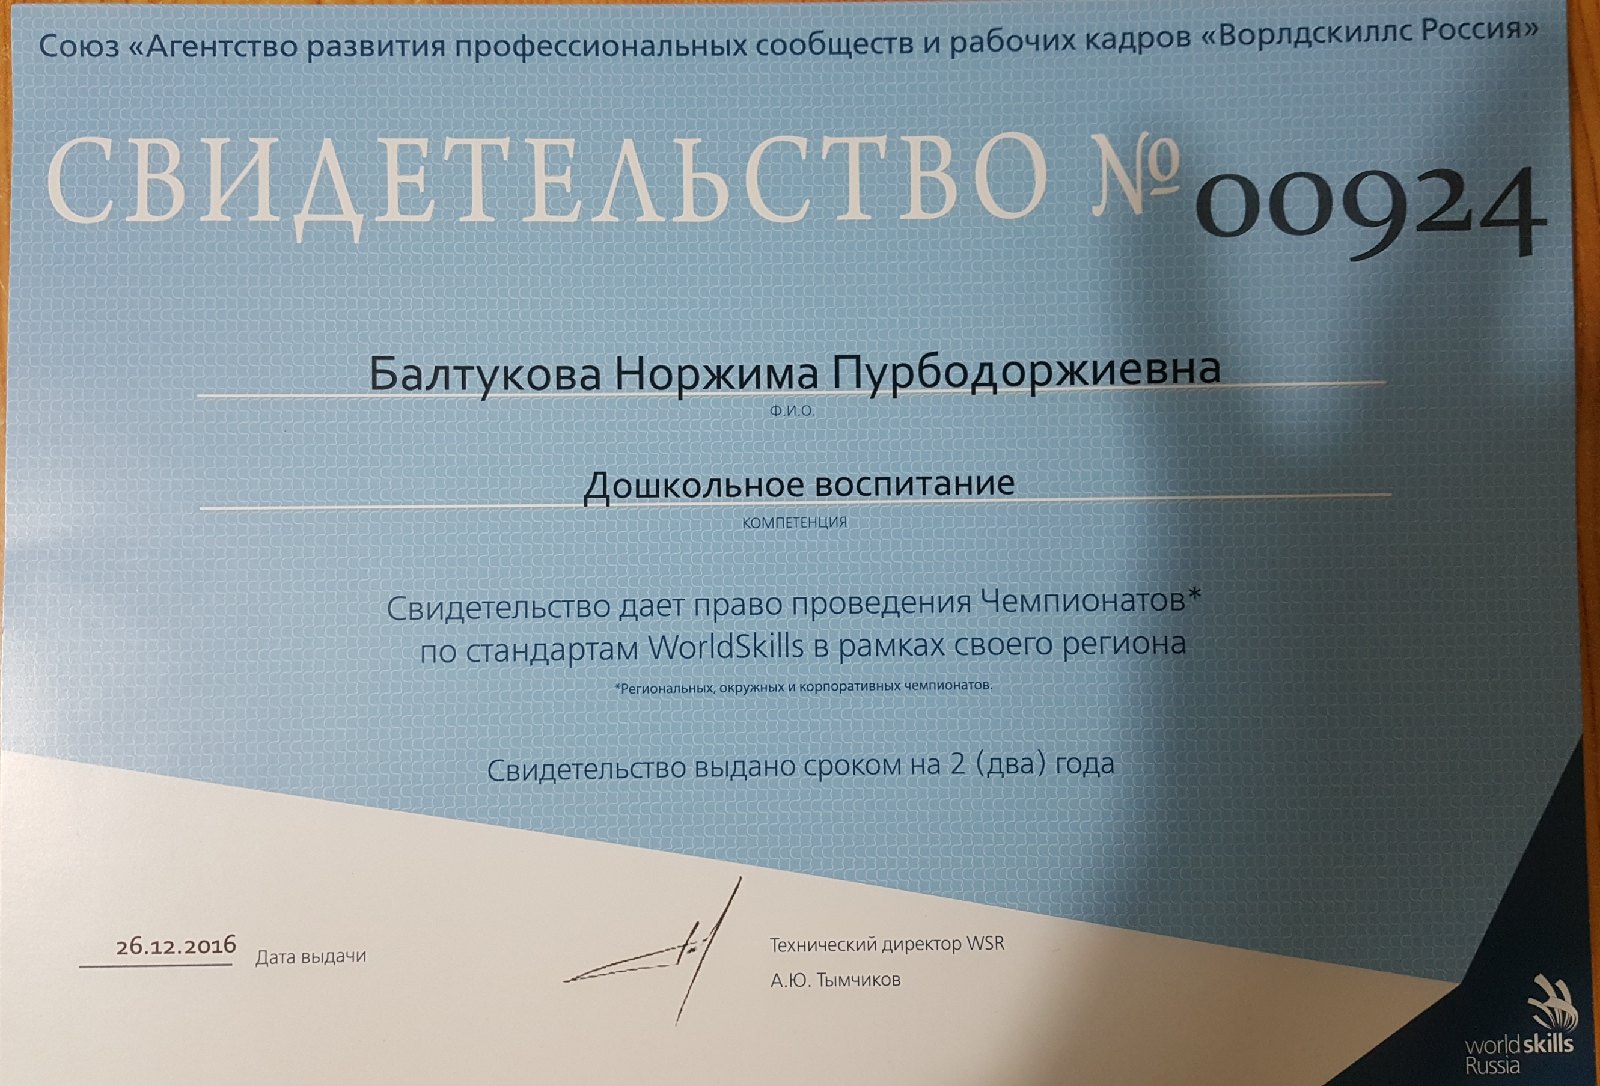 Союз «Агентство развития профессиональных сообществ и рабочих кадров «Ворлдскиллс Россия»
СВИДЕТЕЛЬСТВО № 00924
Балтукова Норжима Пурбодоржиевна
Ф.И.О.
Дошкольное воспитание
КОМПЕТЕНЦИЯ
Свидетельство дает право проведения Чемпионатов*
по стандартам WorldSkills в рамках своего региона
*Региональных, окружных и корпоративных чемпионатов.
Свидетельство выдано сроком на 2 (два) года
26.12.2016 Дата выдачи
Технический директор WSR
А.Ю. Тымчиков
worldskills
Russia